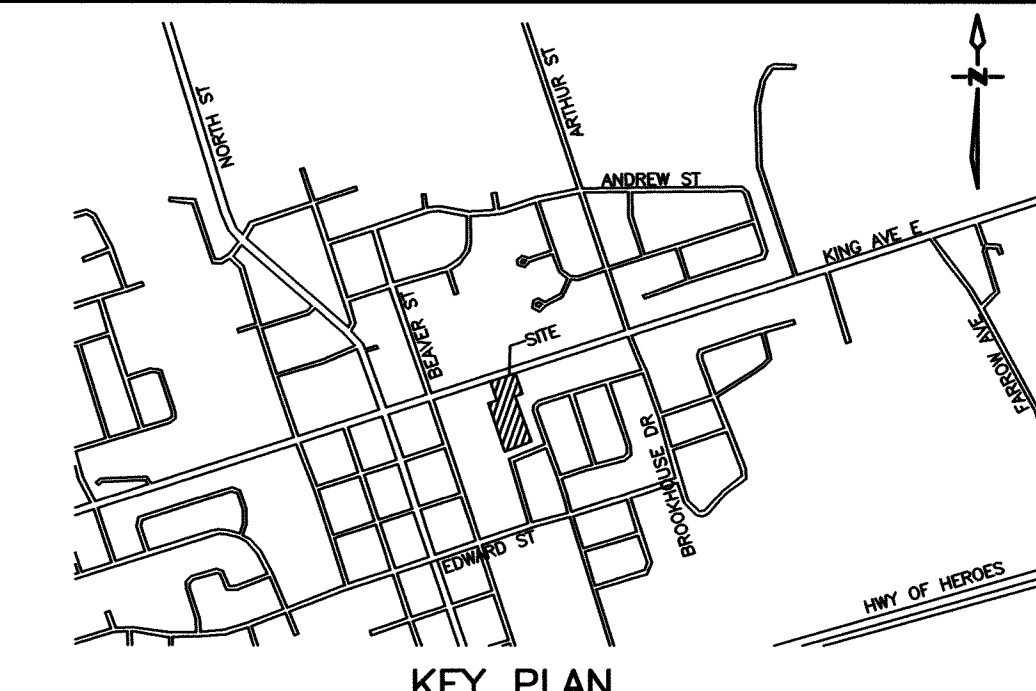 NORTH ST
ARTHUR ST
N
ANDREW ST
KING AVE E
BEAVER ST
SITE
FARROW AVE
BROOKHOUSE DR
EDWARD ST
HWY OF HEROES
KEY PLAN